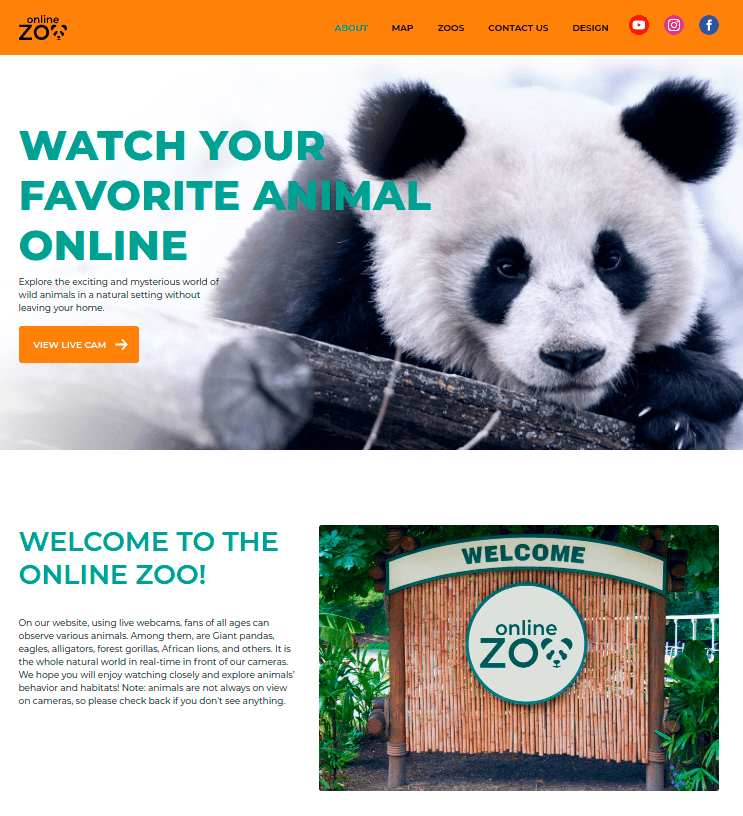 online
ZOO
ABOUT MAP ZOOS CONTACT US DESIGN
WATCH YOUR
FAVORITE ANIMAL
ONLINE
Explore the exciting and mysterious world of
wild animals in a natural setting without
leaving your home.
VIEW LIVE CAM
WELCOME TO THE
ONLINE ZOO!
On our website, using live webcams, fans of all ages can
observe various animals. Among them, are Giant pandas,
eagles, alligators, forest gorillas, African lions, and others. It is
the whole natural world in real-time in front of our cameras.
We hope you will enjoy watching closely and explore animals'
behavior and habitats! Note: animals are not always on view
on cameras, so please check back if you don't see anything.
WELCOME
online
ZOO